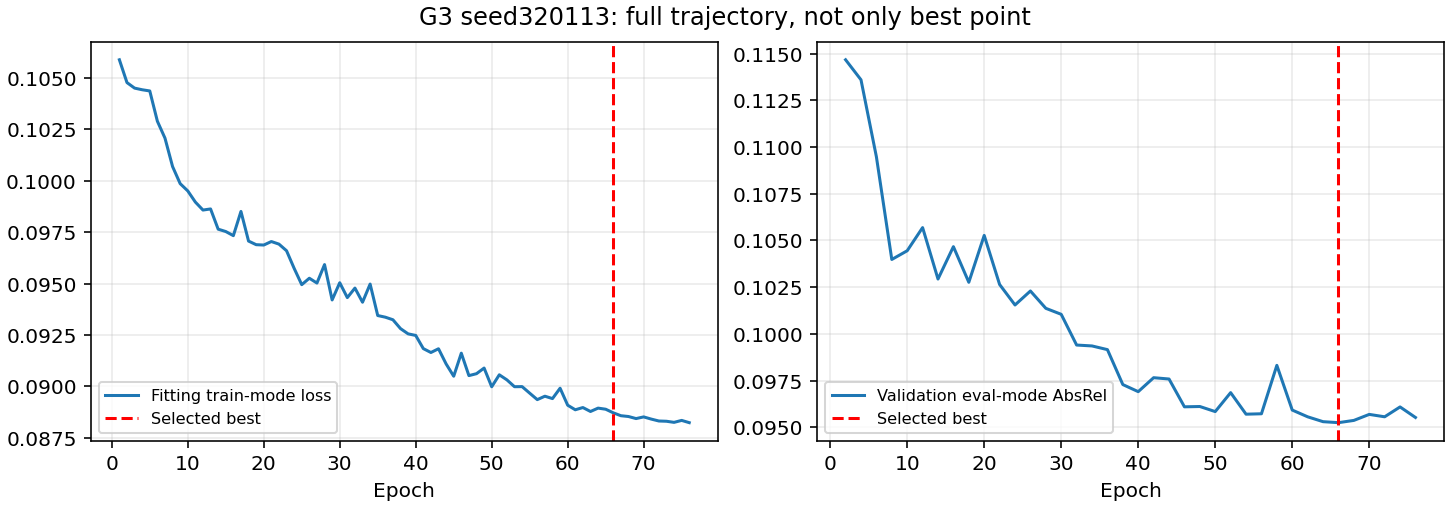 G3 seed320113: full trajectory, not only best point
0.1050
0.1025
0.1000
0.0975
0.0950
0.0925
0.0900
0.0875
Fitting train-mode loss
Selected best
0 10 20 30 40 50 60 70
Epoch
0.1150
0.1125
0.1100
0.1075
0.1050
0.1025
0.1000
0.0975
0.0950
Validation eval-mode AbsRel
Selected best
0 10 20 30 40 50 60 70
Epoch